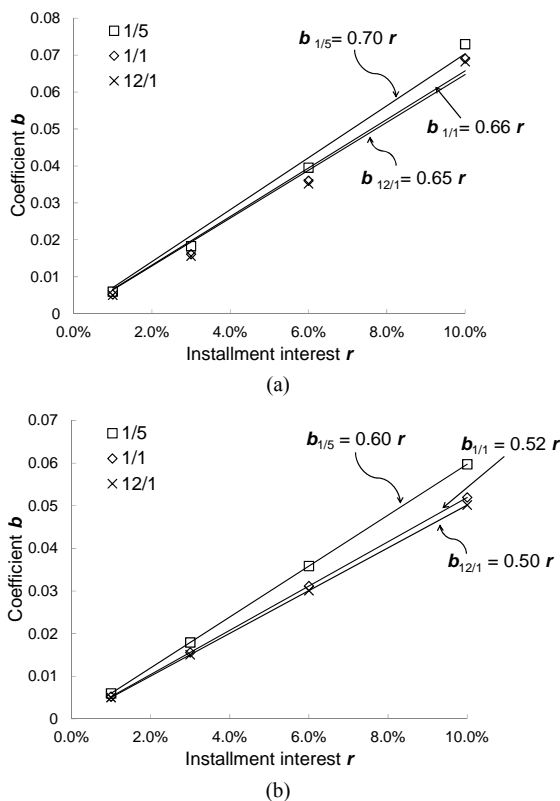 0.08
0.07
0.06
0.05
0.04
0.03
0.02
0.01
0
Coefficient b
1/5
1/1
12/1
b 1/5= 0.70 r
b 1/1= 0.66 r
b 12/1= 0.65 r
0.0% 2.0% 4.0% 6.0% 8.0% 10.0%
Installment interest r
(a)
0.07
0.06
0.05
0.04
0.03
0.02
0.01
0
Coefficient b
1/5
1/1
12/1
b1/5 = 0.60 r
b1/1 = 0.52 r
b12/1 = 0.50 r
0.0% 2.0% 4.0% 6.0% 8.0% 10.0%
Installment interest r
(b)